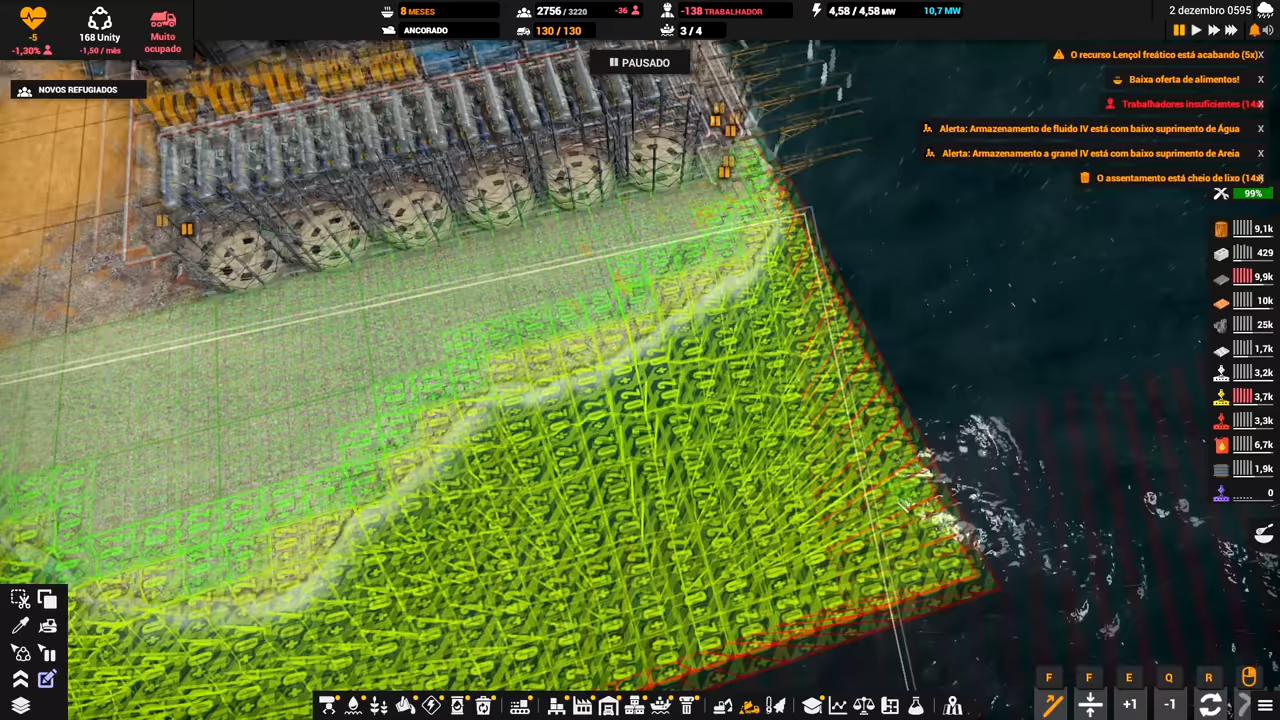 -5
-1,30%
168 Unity
-1,50 / mês
Muito
ocupado
8 MESES
ANCORADO
2756 / 3220
-36
130 / 130
-138 TRABALHADOR
3 / 4
4,58 / 4,58 MW
10,7 MW
2 dezembro 0595
PAUSADO
NOVOS REFUGIADOS
O recurso Lençol freático está acabando (5x)
X
Baixa oferta de alimentos!
X
Trabalhadores insuficientes (14x
X
Alerta: Armazenamento de fluido IV está com baixo suprimento de Água
X
Alerta: Armazenamento a granel IV está com baixo suprimento de Areia
X
O assentamento está cheio de lixo (14x)
99%
9,1k
429
9,9k
10k
25k
1,7k
3,2k
3,7k
3,3k
6,7k
1,9k
0
F
F
E
Q
R
+1
-1